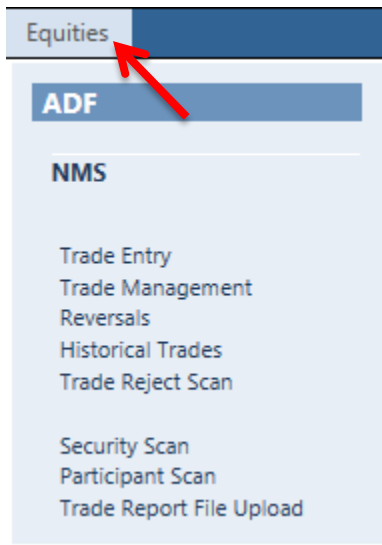 Equities
ADF
NMS
Trade Entry
Trade Management
Reversals
Historical Trades
Trade Reject Scan
Security Scan
Participant Scan
Trade Report File Upload